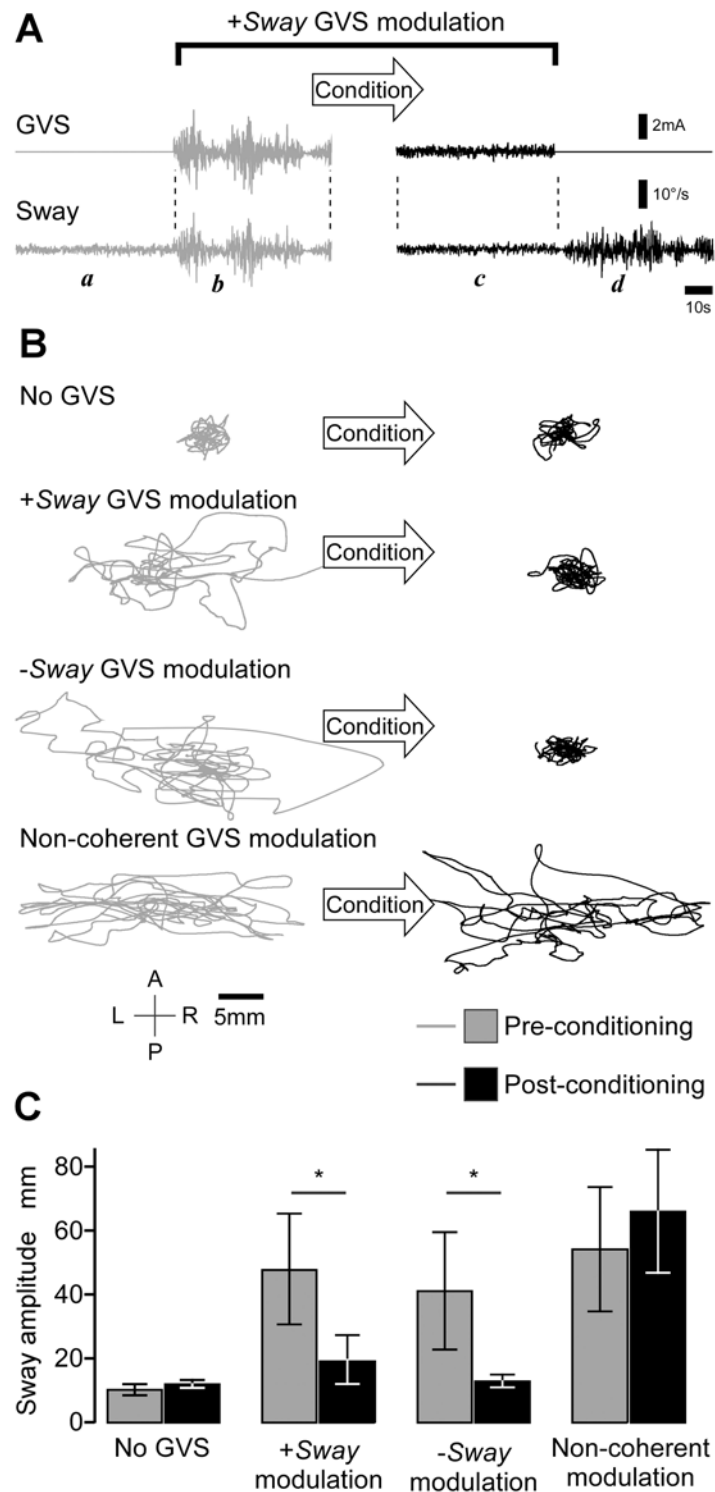 A
+Sway GVS modulation
Condition
GVS
2mA
Sway
10°/s
a b c d
10s
B
No GVS
Condition
+Sway GVS modulation
Condition
-Sway GVS modulation
Condition
Non-coherent GVS modulation
Condition
A
L R
P
5mm
Pre-conditioning
Post-conditioning
C
Sway amplitude mm
80
60
40
20
0
* *
No GVS
+Sway modulation
-Sway modulation
Non-coherent modulation